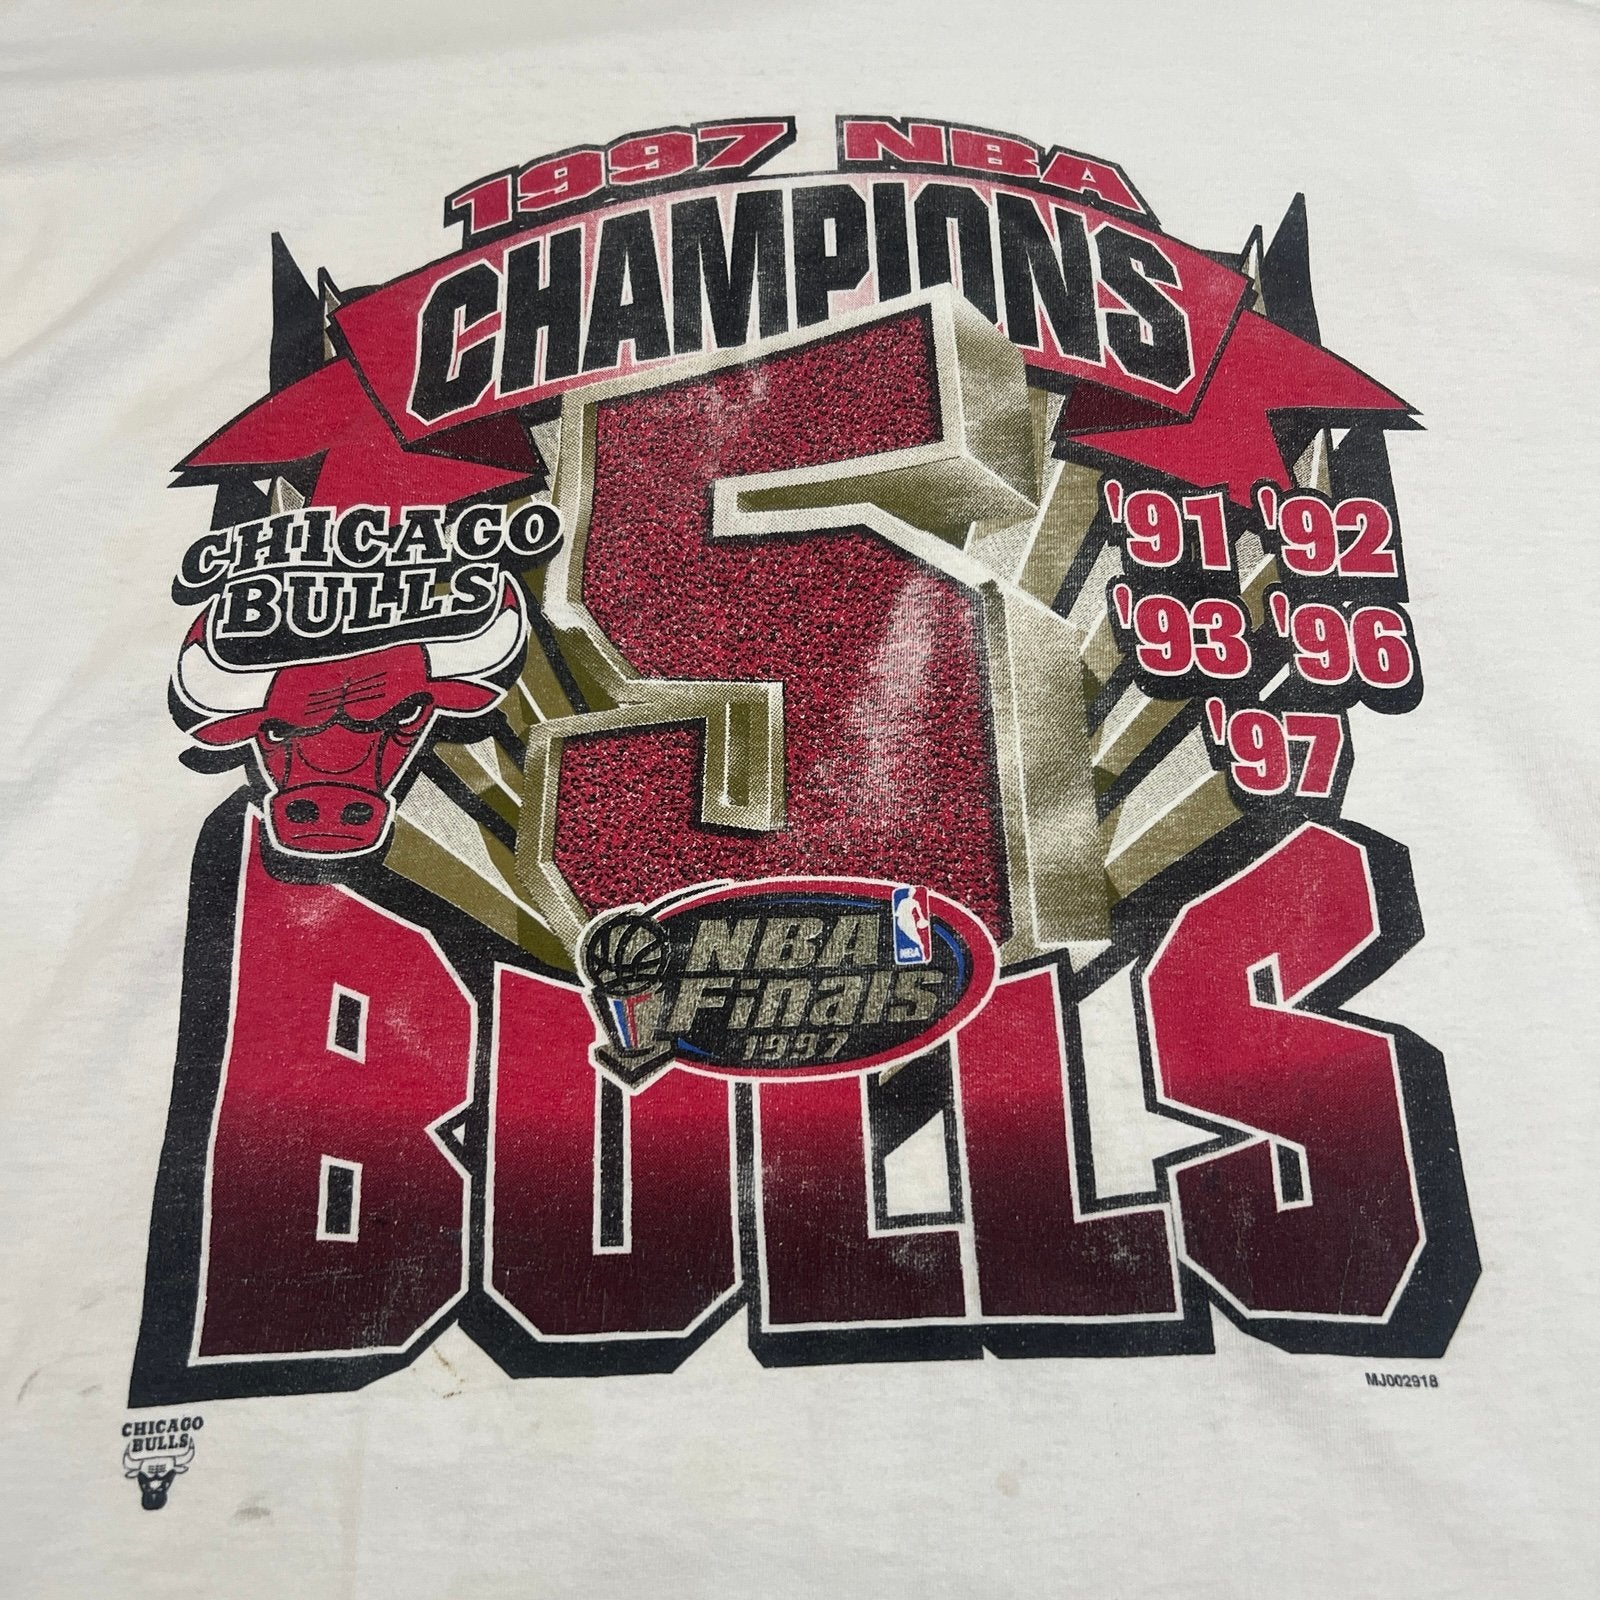 1997 NBA
CHAMPIONS
5
CHICAGO
BULLS
'91 '92
'93 '96
'97
NBA
NBA
Finals
1997
BULLS
MJ002918
CHICAGO
BULLS